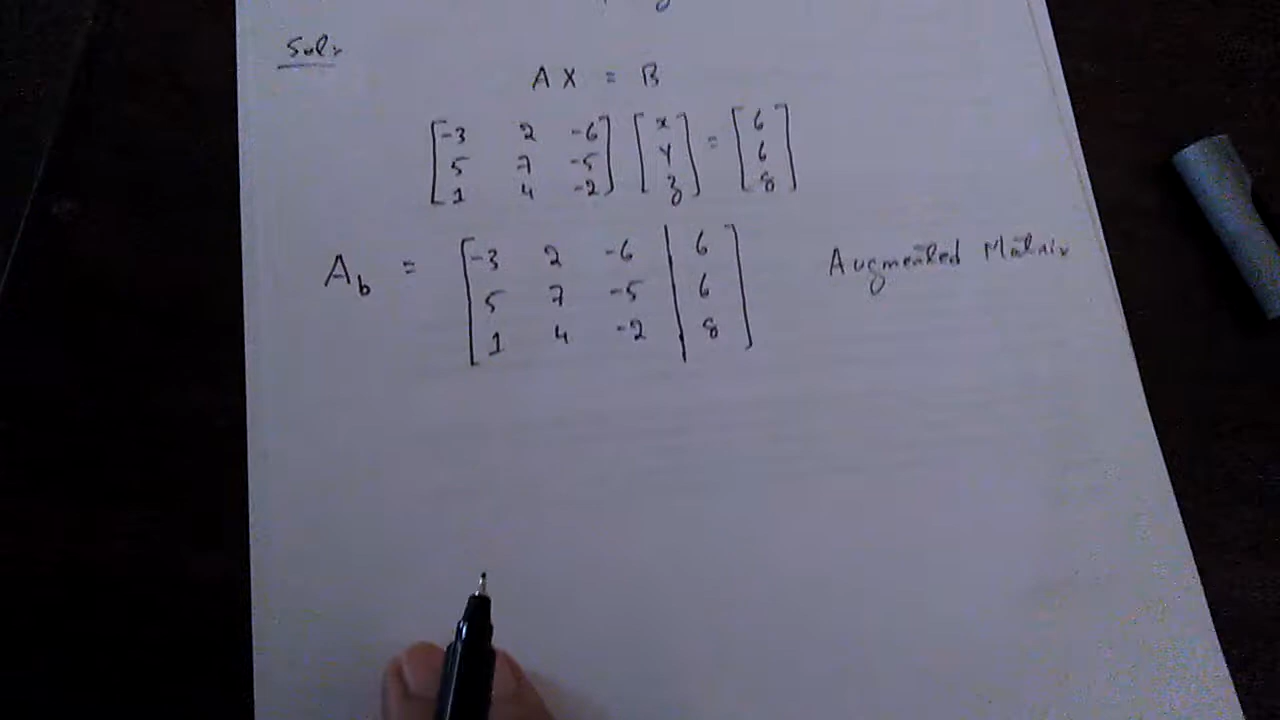 Soln
A X = B
[-3 2 -6 5 7 -5 1 4 -2] [x y z] = [6 6 8]
A_b = [-3 2 -6 | 6 Augmented Matrix
5 7 -5 | 6
1 4 -2 | 8]